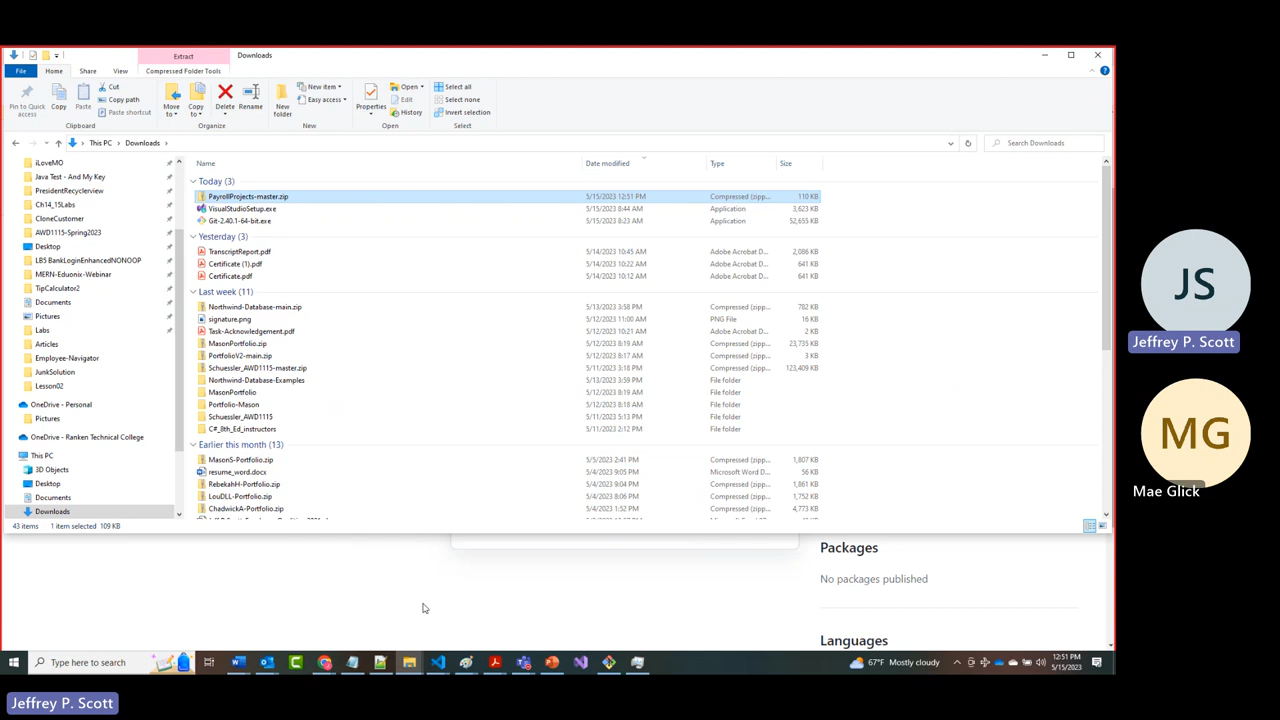 Extract
Downloads
File
Home
Share
View
Compressed Folder Tools
Pin to Quick access
Copy
Paste
Cut
Copy path
Paste shortcut
Clipboard
Move to
Copy to
Delete
Rename
Organize
New folder
New item
Easy access
New
Properties
Open
Edit
History
Open
Select all
Select none
Invert selection
Select
This PC > Downloads >
Search Downloads
iLoveMO
Java Test - And My Key
PresidentRecyclerview
Ch14_15Labs
CloneCustomer
AWD1115-Spring2023
Desktop
LB5 BankLoginEnhancedNONOOP
MERN-Eduonix-Webinar
TipCalculator2
Documents
Pictures
Labs
Articles
Employee-Navigator
JunkSolution
Lesson02
OneDrive - Personal
Pictures
OneDrive - Ranken Technical College
This PC
3D Objects
Desktop
Documents
Downloads
Name Date modified Type Size
Today (3)
PayrollProjects-master.zip 5/15/2023 12:51 PM Compressed (zipp... 110 KB
VisualStudioSetup.exe 5/15/2023 8:44 AM Application 3,623 KB
Git-2.40.1-64-bit.exe 5/15/2023 8:23 AM Application 52,655 KB
Yesterday (3)
TranscriptReport.pdf 5/14/2023 10:45 AM Adobe Acrobat D... 2,086 KB
Certificate (1).pdf 5/14/2023 10:22 AM Adobe Acrobat D... 641 KB
Certificate.pdf 5/14/2023 10:12 AM Adobe Acrobat D... 641 KB
Last week (11)
Northwind-Database-main.zip 5/13/2023 3:58 PM Compressed (zipp... 782 KB
signature.png 5/12/2023 11:00 AM PNG File 16 KB
Task-Acknowledgement.pdf 5/12/2023 10:21 AM Adobe Acrobat D... 2 KB
MasonPortfolio.zip 5/12/2023 8:19 AM Compressed (zipp... 23,735 KB
PortfolioV2-main.zip 5/12/2023 8:17 AM Compressed (zipp... 3 KB
Schuessler_AWD1115-master.zip 5/11/2023 3:18 PM Compressed (zipp... 123,409 KB
Northwind-Database-Examples 5/13/2023 3:59 PM File folder
MasonPortfolio 5/12/2023 8:19 AM File folder
Portfolio-Mason 5/12/2023 8:18 AM File folder
Schuessler_AWD1115 5/11/2023 5:13 PM File folder
C#_8th_Ed_instructors 5/11/2023 2:12 PM File folder
Earlier this month (13)
MasonS-Portfolio.zip 5/5/2023 2:41 PM Compressed (zipp... 1,807 KB
resume_word.docx 5/4/2023 9:05 PM Microsoft Word D... 56 KB
RebekahH-Portfolio.zip 5/4/2023 9:04 PM Compressed (zipp... 1,861 KB
LouDLL-Portfolio.zip 5/4/2023 8:06 PM Compressed (zipp... 1,752 KB
ChadwickA-Portfolio.zip 5/4/2023 1:52 PM Compressed (zipp... 4,773 KB
43 items 1 item selected 109 KB
Packages
No packages published
Languages
Type here to search
67°F Mostly cloudy
12:51 PM
5/15/2023
JS
Jeffrey P. Scott
MG
Mae Glick
Jeffrey P. Scott